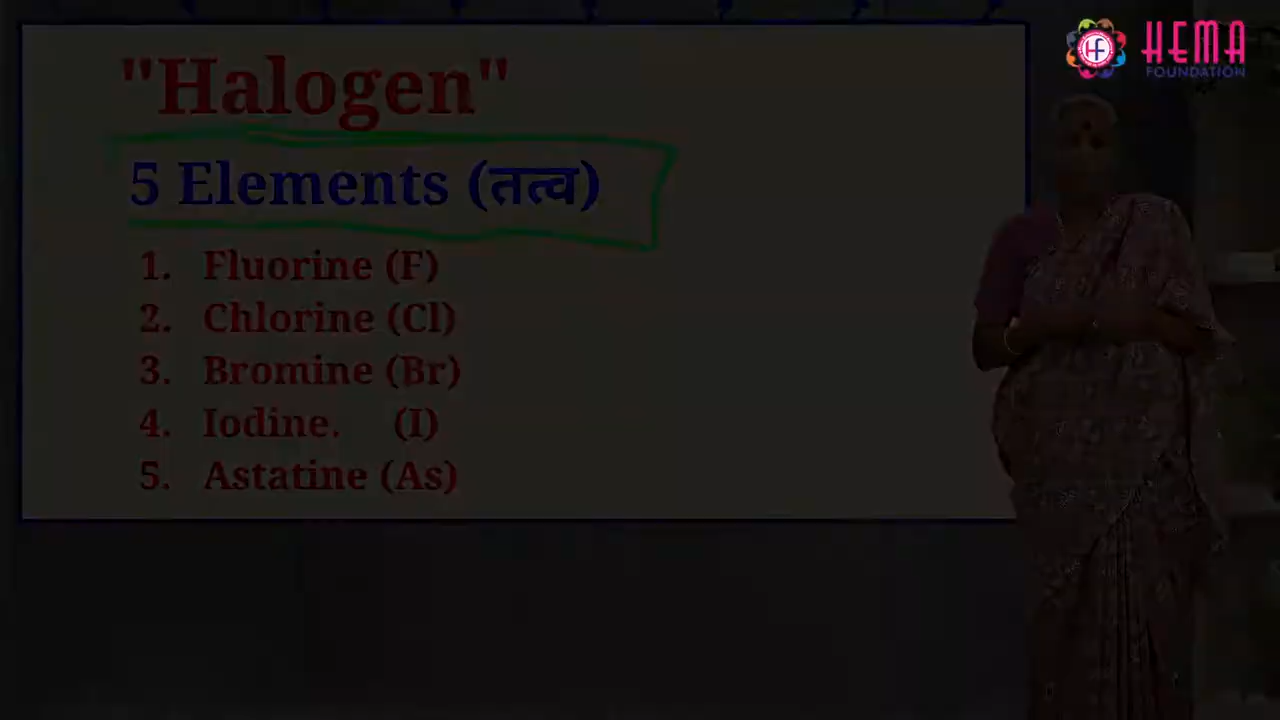 HEMA
FOUNDATION
"Halogen"
5 Elements (तत्व)
1. Fluorine (F)
2. Chlorine (Cl)
3. Bromine (Br)
4. Iodine. (I)
5. Astatine (As)